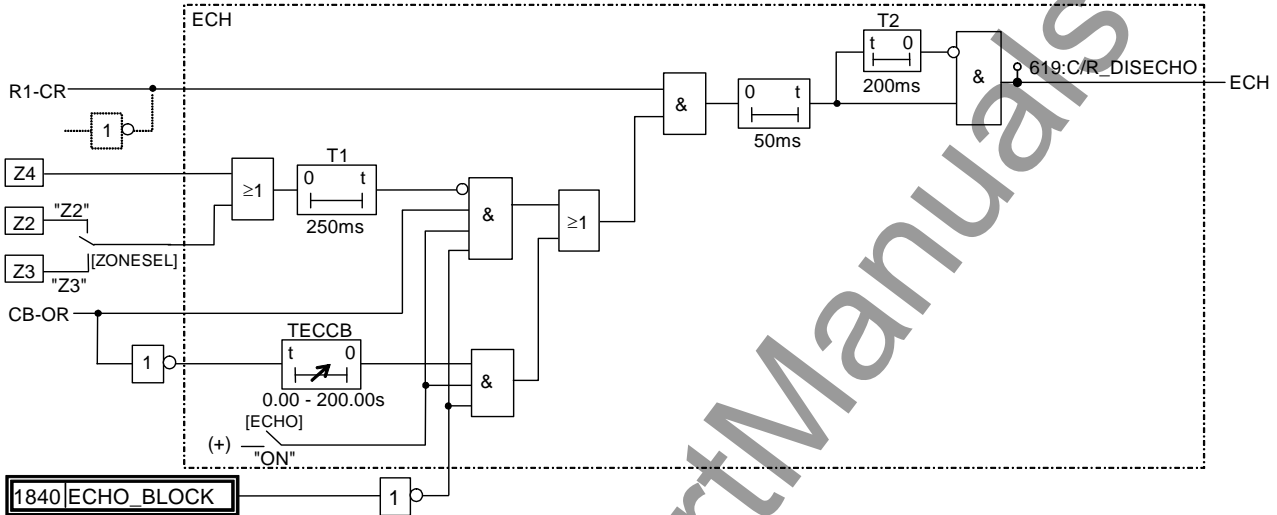 ECH
T2
t 0
200ms
&
619:C/R_DISECHO
ECH
R1-CR
1
&
0 t
50ms
Z4
Z2
"Z2"
Z3
"Z3"
[ZONESEL]
≥1
T1
0 t
250ms
&
≥1
CB-OR
1
TECCB
t 0
0.00 - 200.00s
&
[ECHO]
(+)
"ON"
1840 ECHO_BLOCK
1